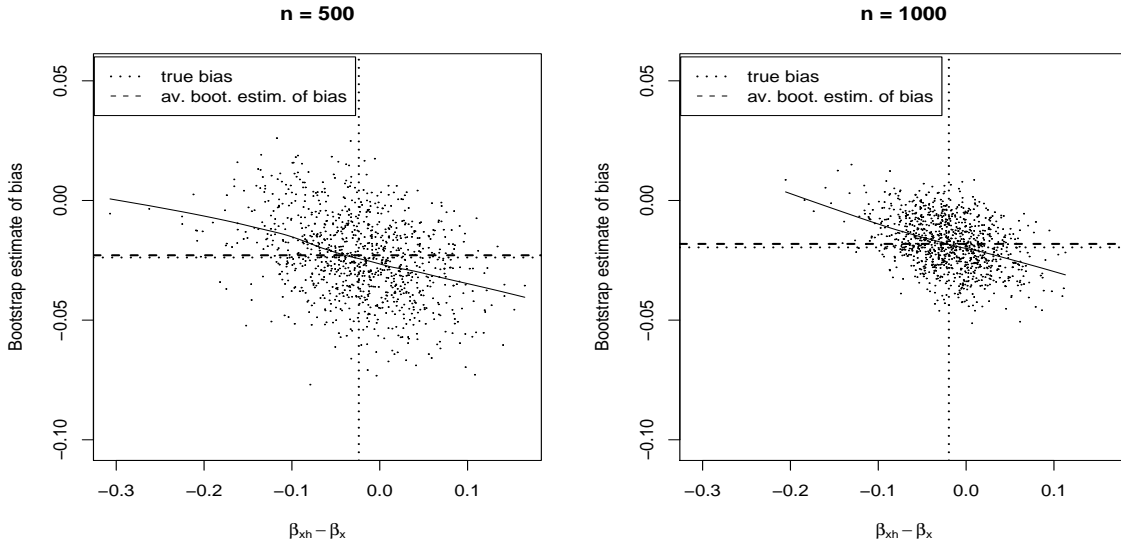 n = 500
true bias
av. boot. estim. of bias
Bootstrap estimate of bias
0.05
0.00
−0.05
−0.10
−0.3 −0.2 −0.1 0.0 0.1
βxh − βx
n = 1000
true bias
av. boot. estim. of bias
Bootstrap estimate of bias
0.05
0.00
−0.05
−0.10
−0.3 −0.2 −0.1 0.0 0.1
βxh − βx